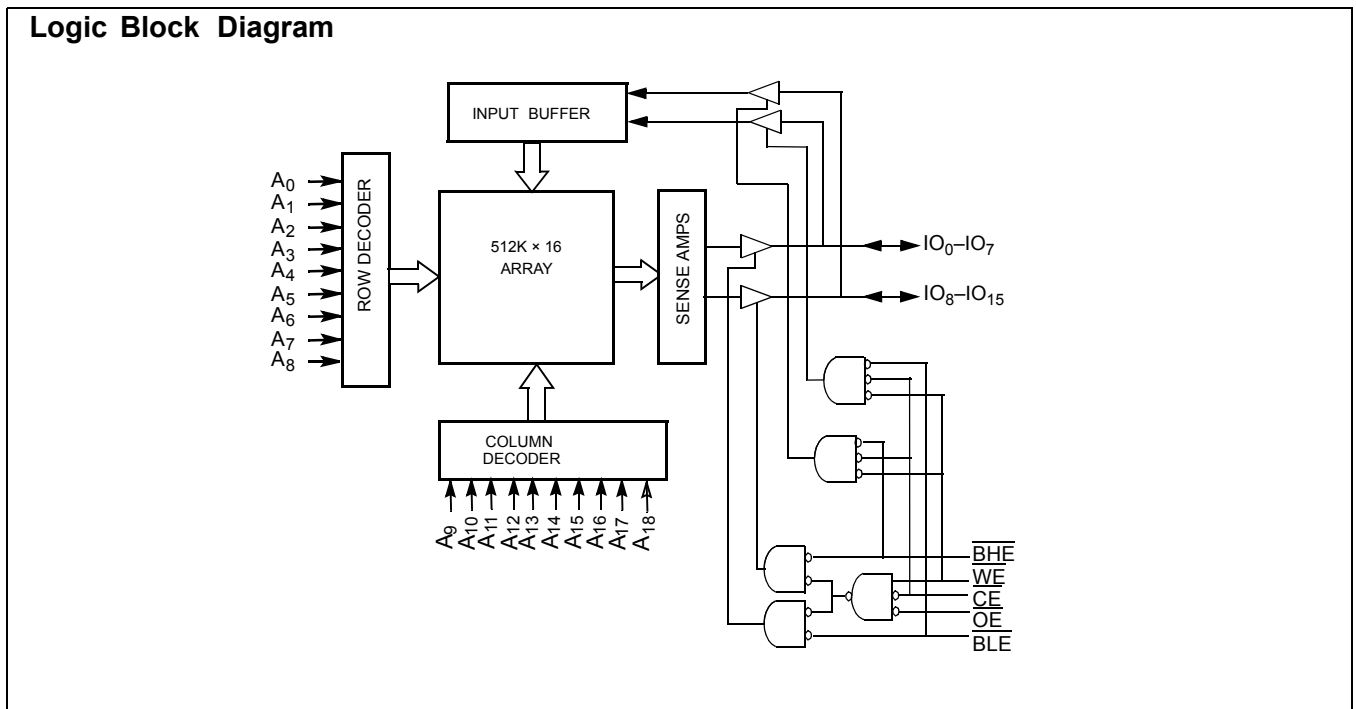 Logic Block Diagram
INPUT BUFFER
A0
A1
A2
A3
A4
A5
A6
A7
A8
ROW DECODER
512K × 16
ARRAY
SENSE AMPS
IO0–IO7
IO8–IO15
COLUMN
DECODER
A9
A10
A11
A12
A13
A14
A15
A16
A17
A18
BHE
WE
CE
OE
BLE